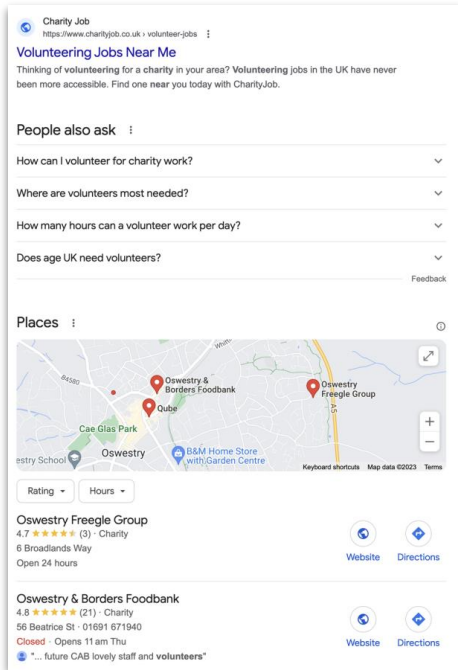 Charity Job
https://www.charityjob.co.uk › volunteer-jobs
Volunteering Jobs Near Me
Thinking of volunteering for a charity in your area? Volunteering jobs in the UK have never
been more accessible. Find one near you today with CharityJob.
People also ask
How can I volunteer for charity work?
Where are volunteers most needed?
How many hours can a volunteer work per day?
Does age UK need volunteers?
Feedback
Places
B4580
Oswestry &
Borders Foodbank
Oswestry
Freegle Group
Qube
A5
Cae Glas Park
Oswestry
estry School
B&M Home Store
with Garden Centre
Keyboard shortcuts Map data ©2023 Terms
Rating Hours
Oswestry Freegle Group
4.7 (3) · Charity
6 Broadlands Way
Open 24 hours
Website Directions
Oswestry & Borders Foodbank
4.8 (21) · Charity
56 Beatrice St · 01691 671940
Closed · Opens 11 am Thu
"... future CAB lovely staff and volunteers"
Website Directions